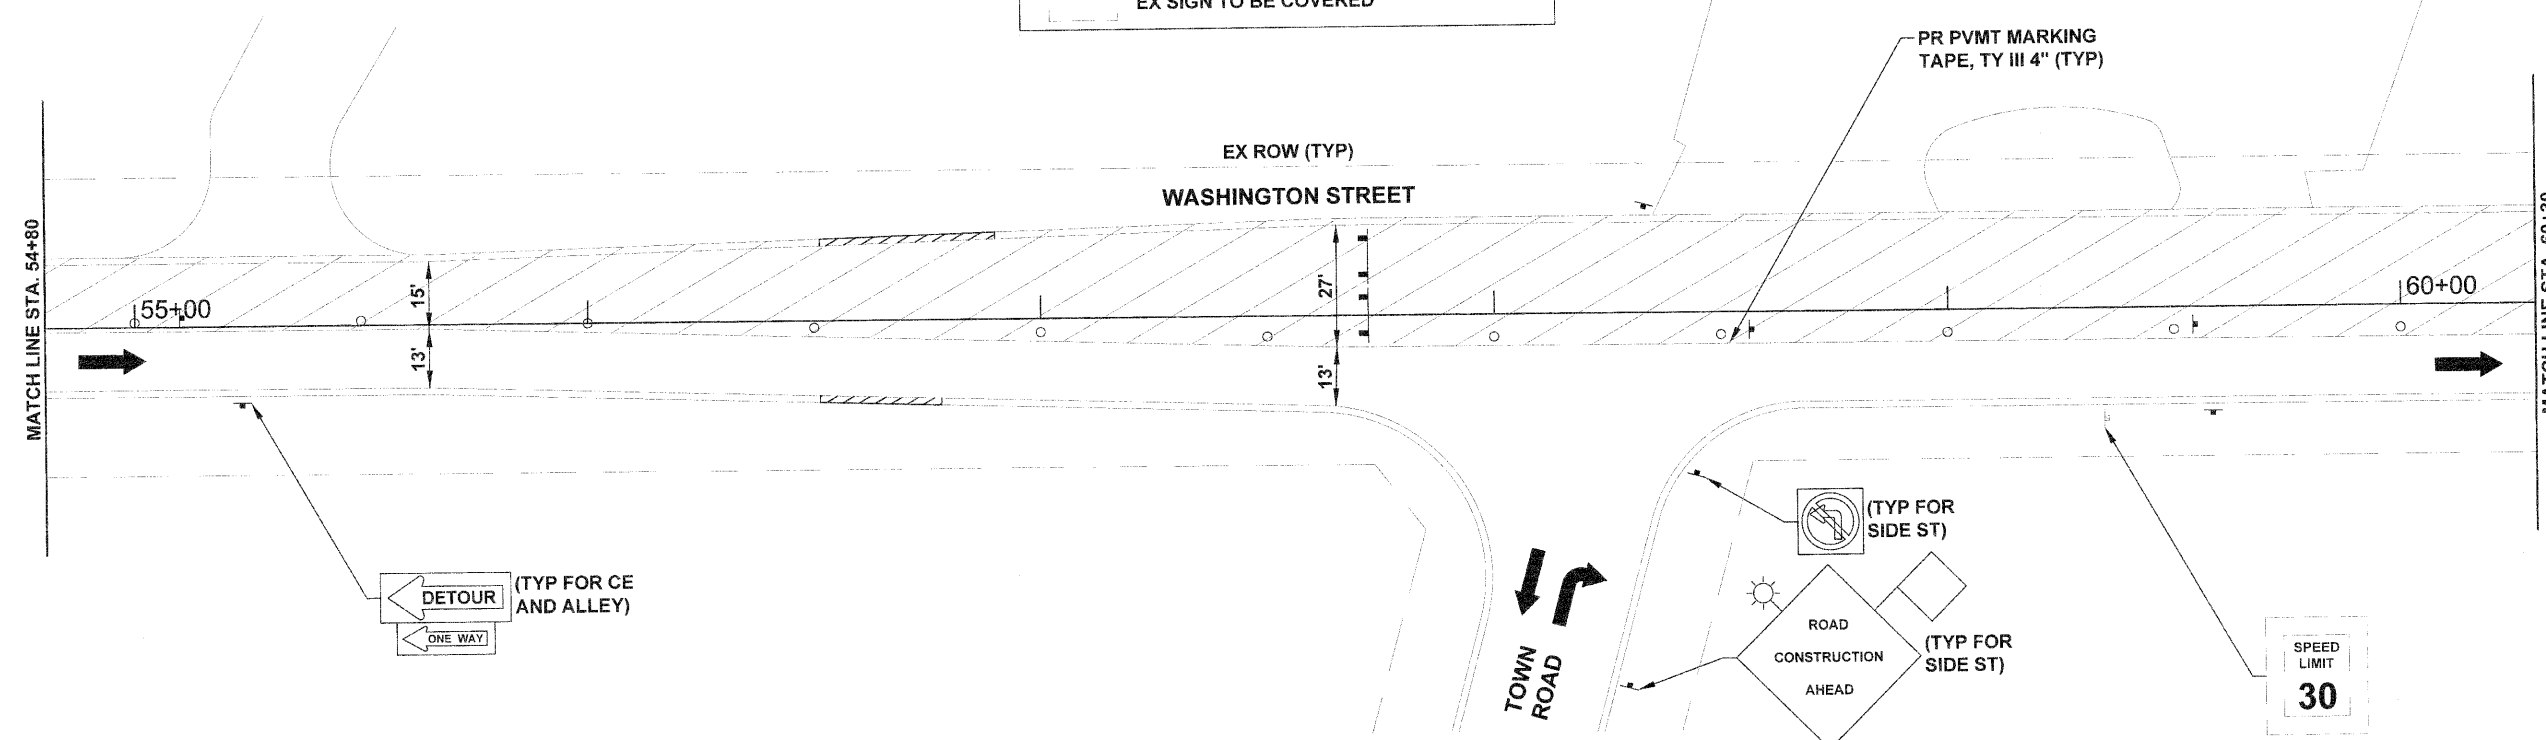 EX SIGN TO BE COVERED
PR PVMT MARKING
TAPE, TY III 4" (TYP)
EX ROW (TYP)
WASHINGTON STREET
MATCH LINE STA. 54+80
55+00
15'
13'
27'
13'
60+00
DETOUR
ONE WAY
(TYP FOR CE
AND ALLEY)
TOWN
ROAD
(TYP FOR
SIDE ST)
ROAD
CONSTRUCTION
AHEAD
(TYP FOR
SIDE ST)
SPEED
LIMIT
30